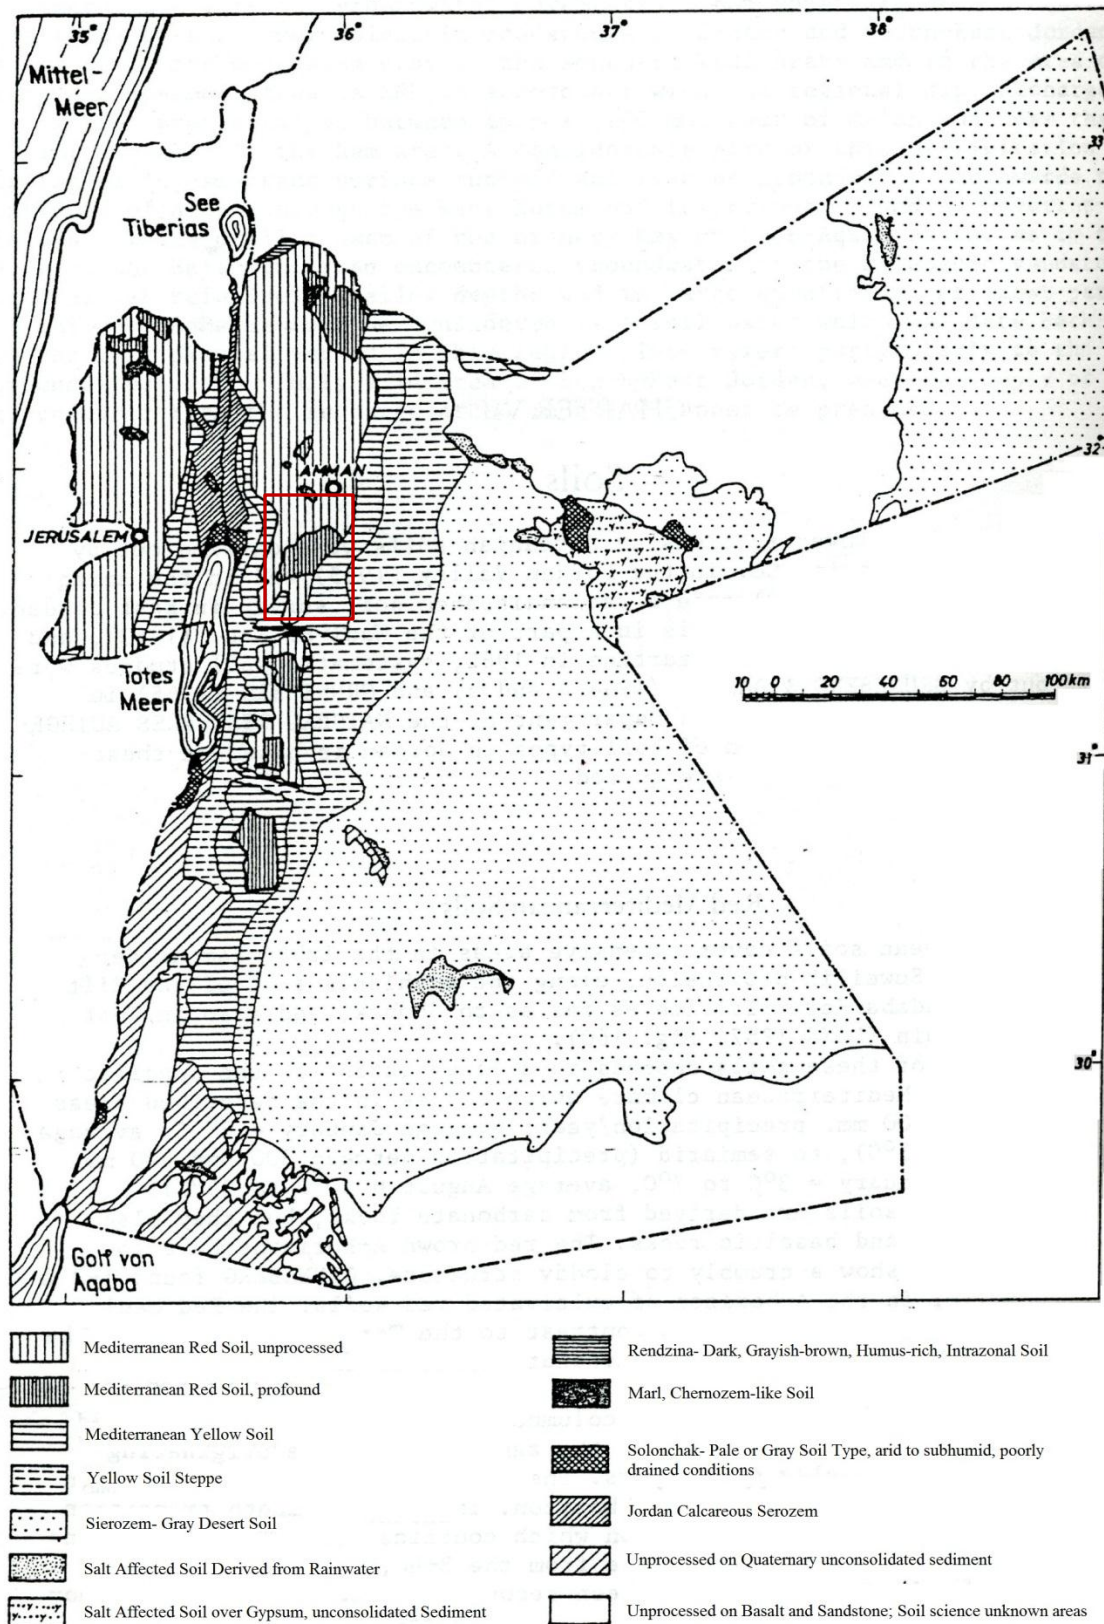 35° 36° 37° 38°
Mittel-
Meer
33
See
Tiberias
32
AMMAN
JERUSALEM
Totes
Meer
10 0 20 40 60 80 100 km
31
30
Golf von
Aqaba
Mediterranean Red Soil, unprocessed
Mediterranean Red Soil, profound
Mediterranean Yellow Soil
Yellow Soil Steppe
Sierozem- Gray Desert Soil
Salt Affected Soil Derived from Rainwater
Salt Affected Soil over Gypsum, unconsolidated Sediment
Rendzina- Dark, Grayish-brown, Humus-rich, Intrazonal Soil
Marl, Chernozem-like Soil
Solonchak- Pale or Gray Soil Type, arid to subhumid, poorly
drained conditions
Jordan Calcareous Serozem
Unprocessed on Quaternary unconsolidated sediment
Unprocessed on Basalt and Sandstone; Soil science unknown areas